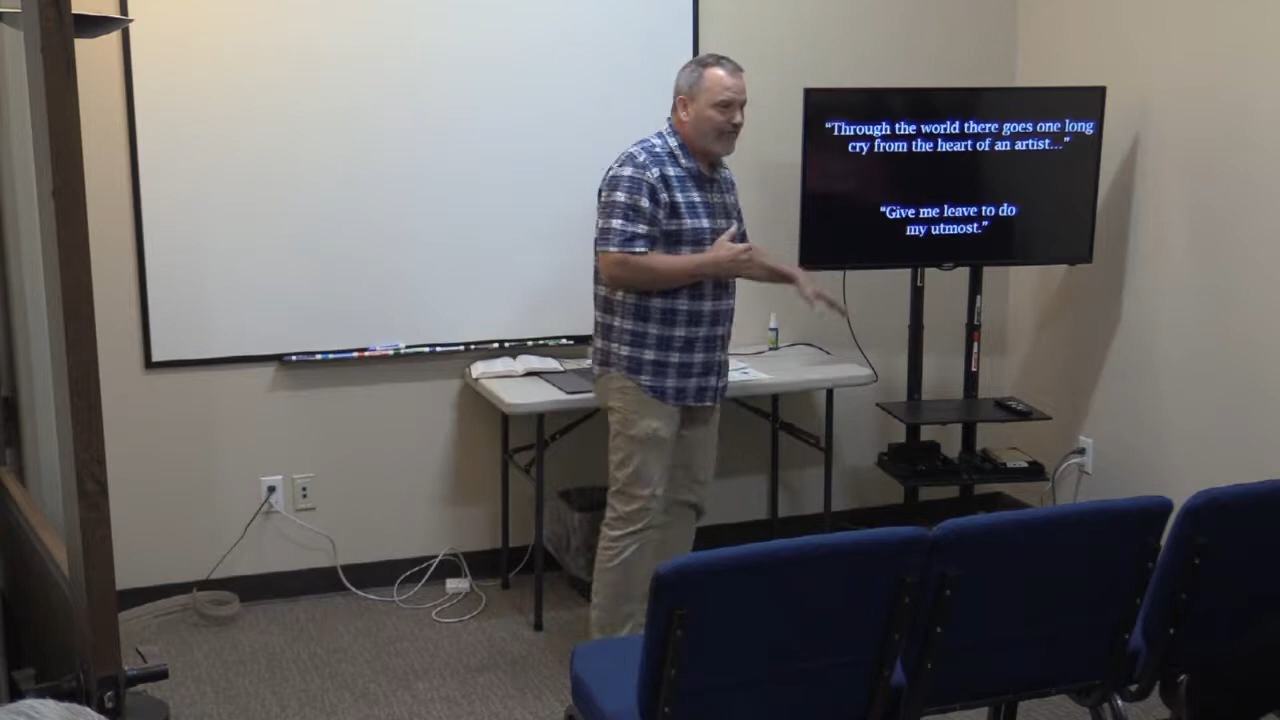 “Through the world there goes one long
cry from the heart of an artist...”
“Give me leave to do
my utmost.”